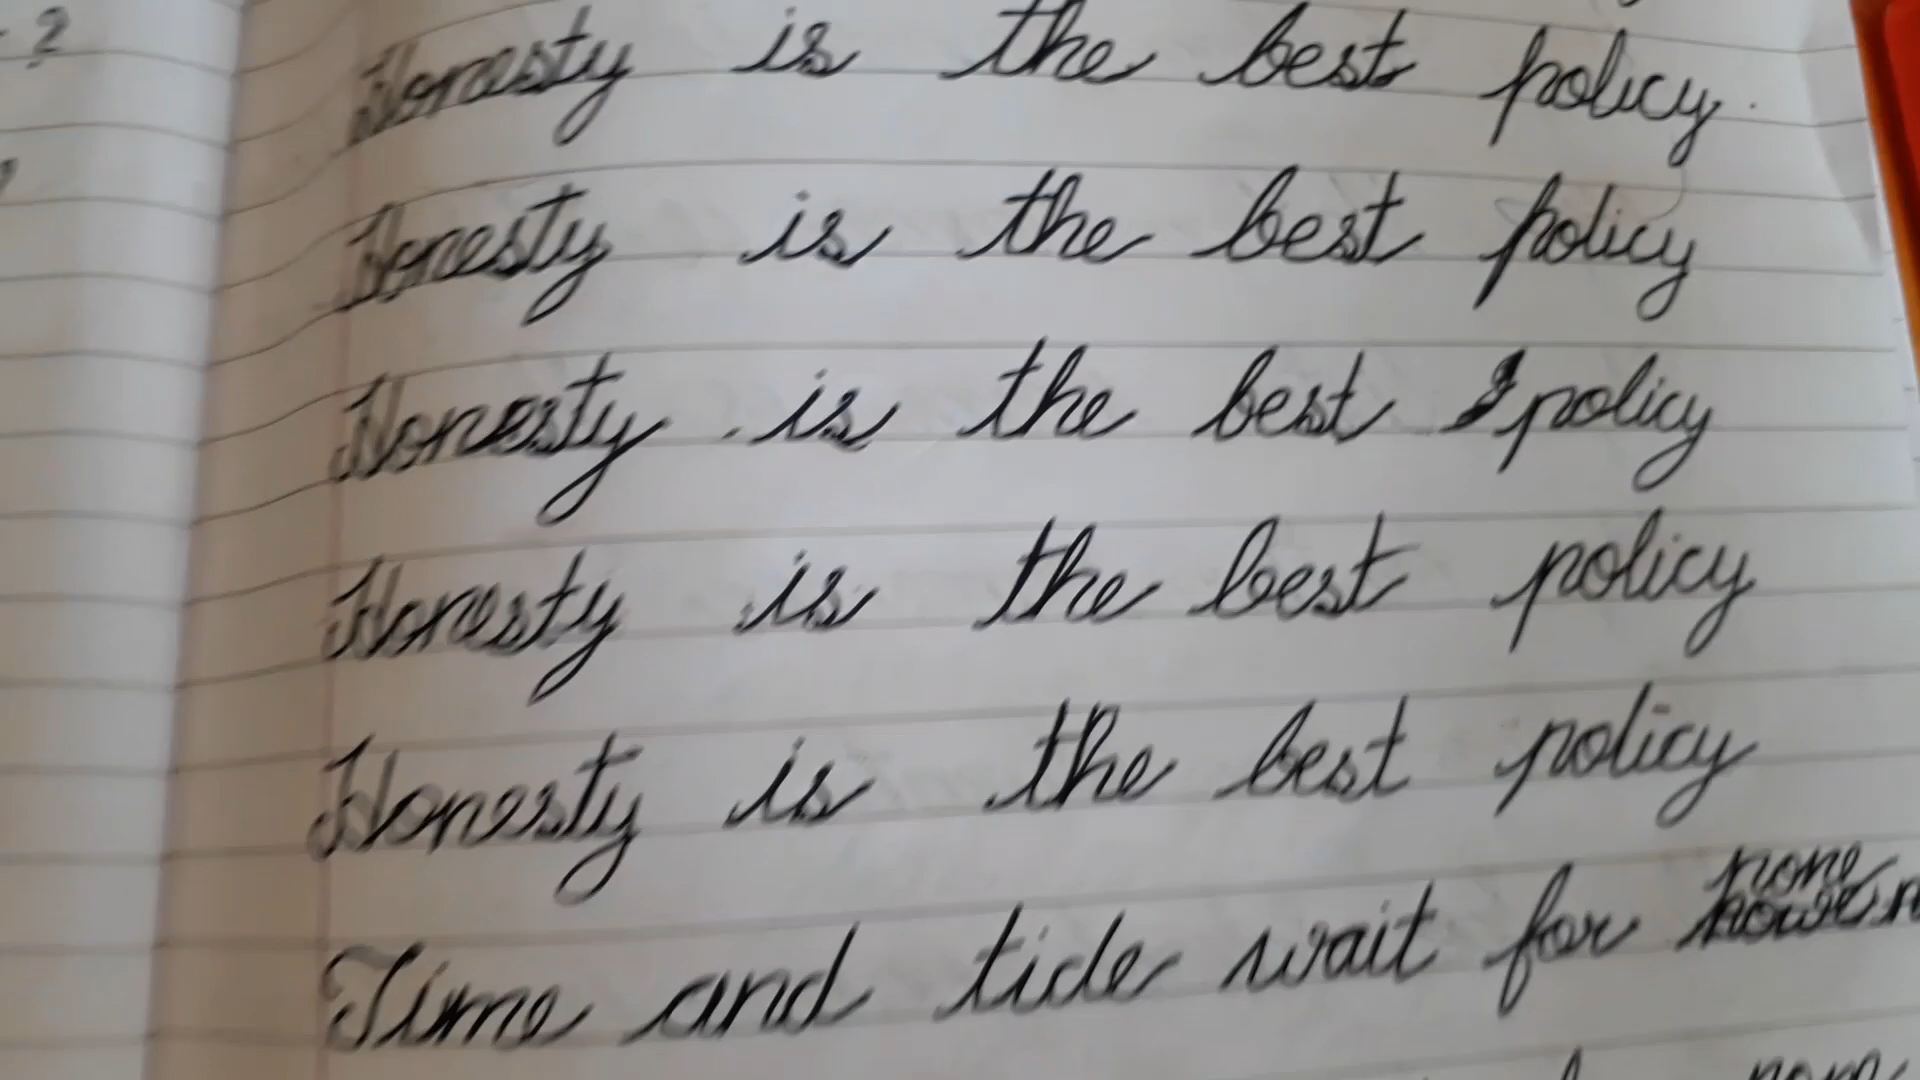 ?
Honesty is the best policy.
Honesty is the best policy
Honesty is the best policy
Honesty is the best policy
Honesty is the best policy
none
Time and tide wait for